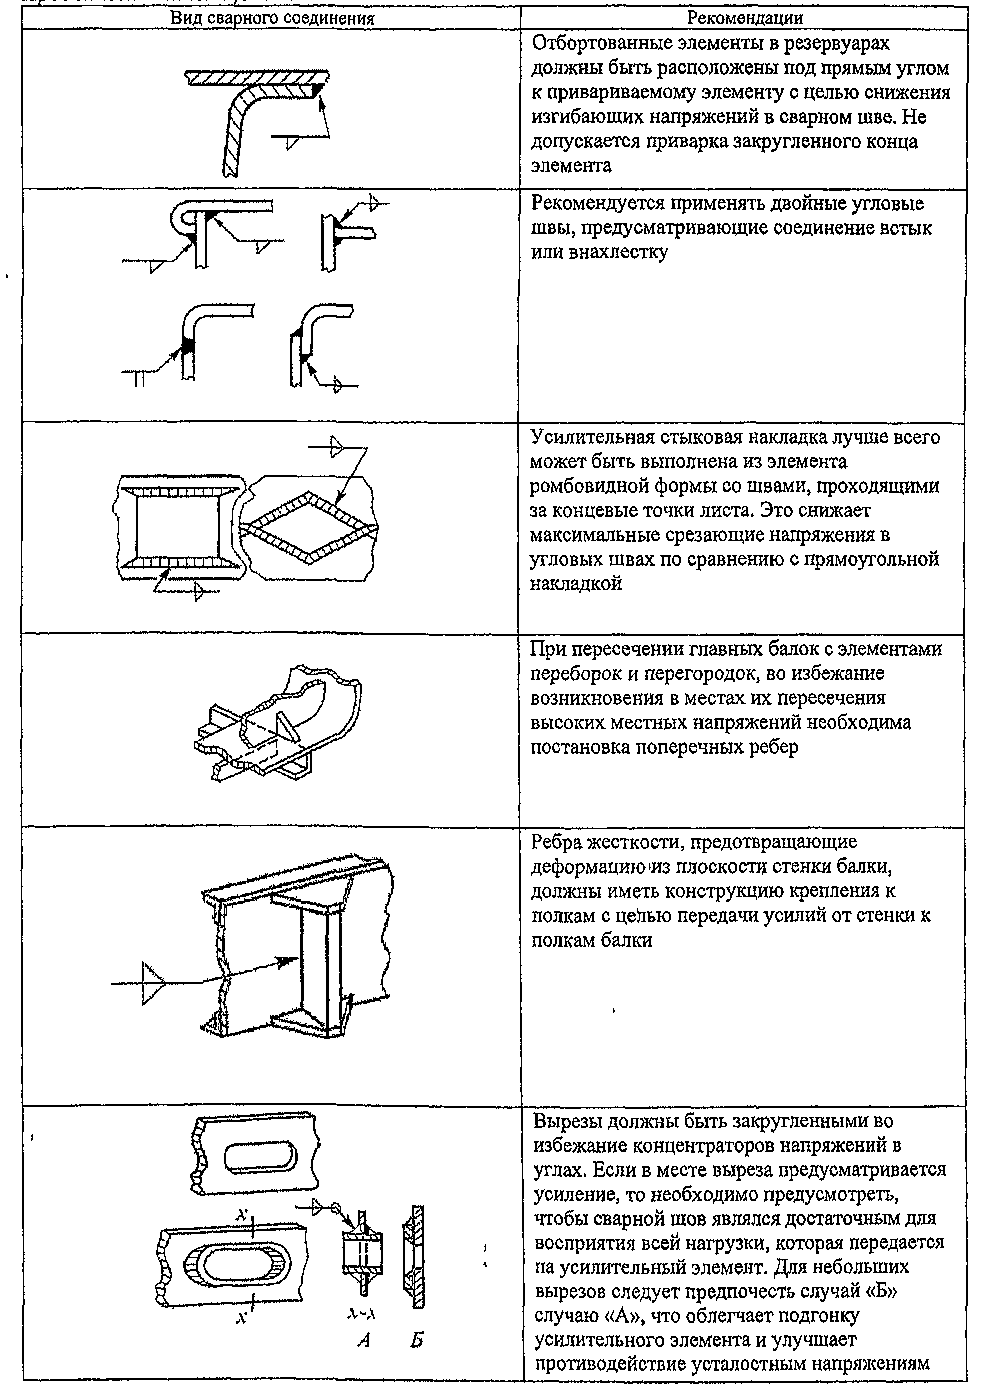 Вид сварного соединения
Рекомендации
Отбортованные элементы в резервуарах
должны быть расположены под прямым углом
к привариваемому элементу с целью снижения
изгибающих напряжений в сварном шве. Не
допускается приварка закругленного конца
элемента
Рекомендуется применять двойные угловые
швы, предусматривающие соединение встык
или внахлестку
Усилительная стыковая накладка лучше всего
может быть выполнена из элемента
ромбовидной формы со швами, проходящими
за концевые точки листа. Это снижает
максимальные срезающие напряжения в
угловых швах по сравнению с прямоугольной
накладкой
При пересечении главных балок с элементами
переборок и перегородок, во избежание
возникновения в местах их пересечения
высоких местных напряжений необходима
постановка поперечных ребер
Ребра жесткости, предотвращающие
деформацию из плоскости стенки балки,
должны иметь конструкцию крепления к
полкам с целью передачи усилий от стенки к
полкам балки
x
x
x-x
А
Б
Вырезы должны быть закругленными во
избежание концентраторов напряжений в
углах. Если в месте выреза предусматривается
усиление, то необходимо предусмотреть,
чтобы сварной шов являлся достаточным для
восприятия всей нагрузки, которая передается
на усилительный элемент. Для небольших
вырезов следует предпочесть случай «Б»
случаю «А», что облегчает подгонку
усилительного элемента и улучшает
противодействие усталостным напряжениям